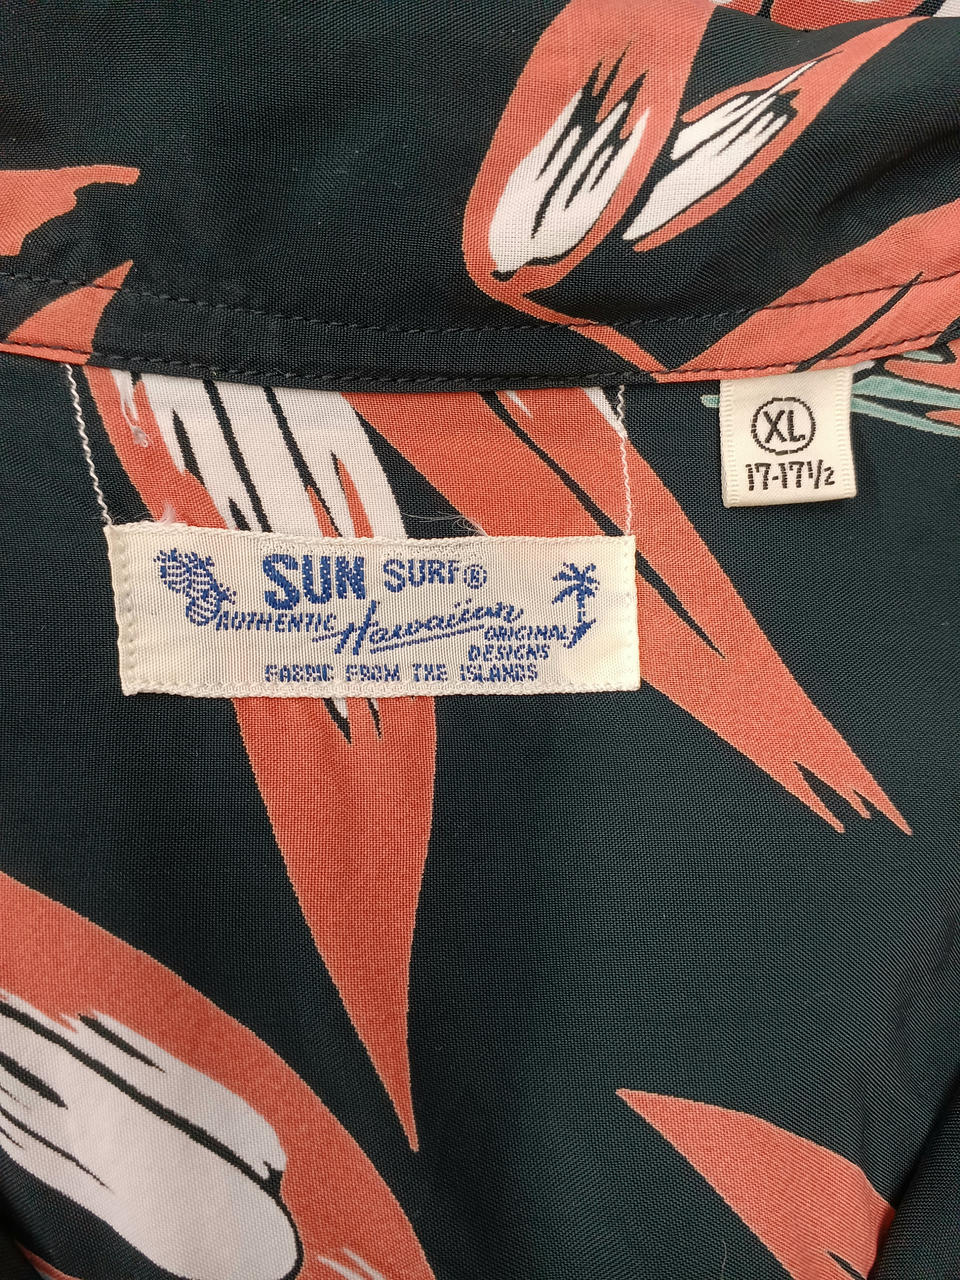 SUN SURF®
AUTHENTIC Hawaiian ORIGINAL
DESIGNS
FABRIC FROM THE ISLANDS
XL
17-17½